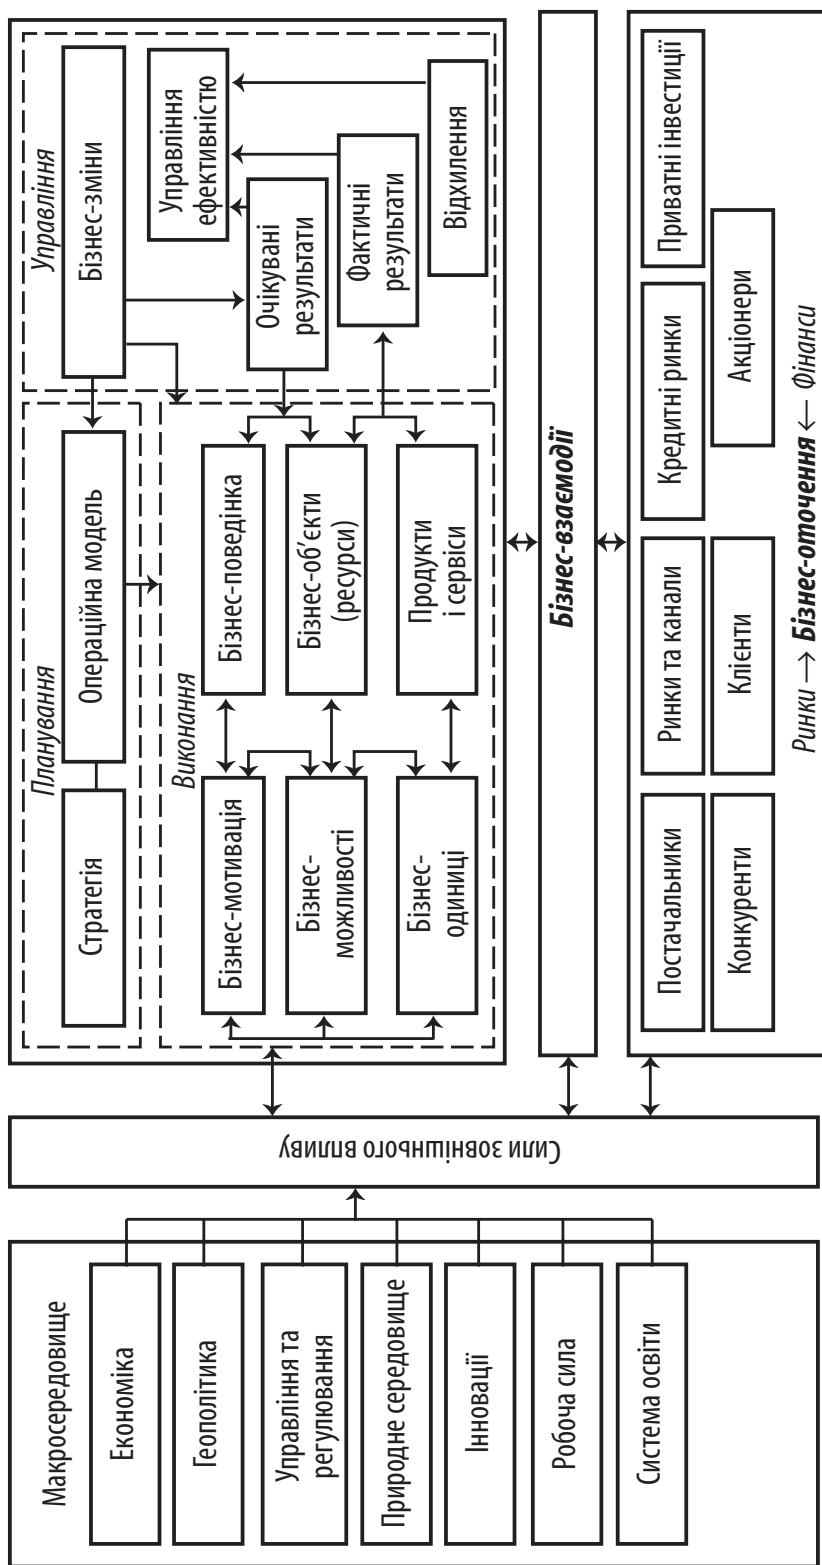 Макросередовище
Економіка
Геополітика
Управління та
регулювання
Природне середовище
Інновації
Робоча сила
Система освіти
Сили зовнішнього впливу
Планування
Стратегія
Операційна модель
Виконання
Бізнес-мотивація
Бізнес-поведінка
Бізнес-
можливості
Бізнес-об’єкти
(ресурси)
Бізнес-
одиниці
Продукти
і сервіси
Управління
Бізнес-зміни
Управління
ефективністю
Очікувані
результати
Фактичні
результати
Відхилення
Бізнес-взаємодії
Постачальники
Ринки та канали
Кредитні ринки
Приватні інвестиції
Конкуренти
Клієнти
Акціонери
Ринки → Бізнес-оточення ← Фінанси